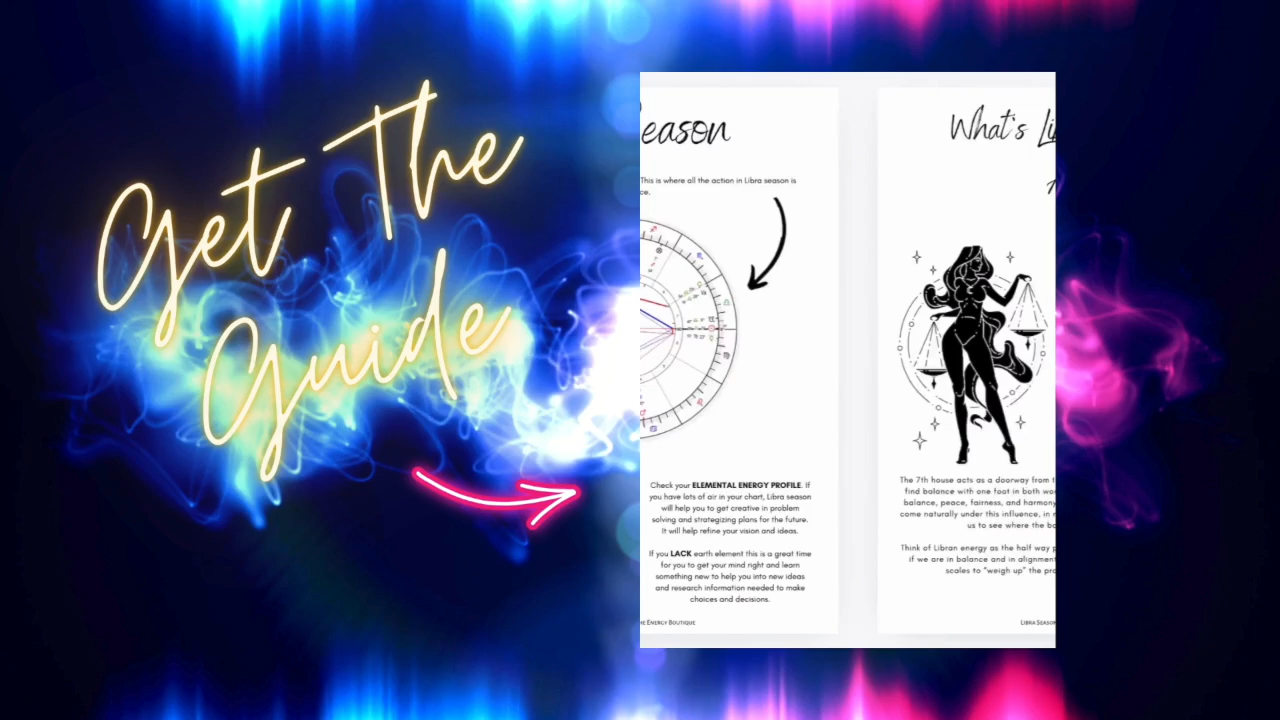 Get The
Guide
eason
This is where all the action in Libra season is
ce.
Check your ELEMENTAL ENERGY PROFILE. If
you have lots of air in your chart, Libra season
will help you to get creative in problem
solving and strategizing plans for the future.
It will help refine your vision and ideas.
If you LACK earth element this is a great time
for you to get your mind right and learn
something new to help you into new ideas
and research information needed to make
choices and decisions.
HE ENERGY BOUTIQUE
What's Li
The 7th house acts as a doorway from t
find balance with one foot in both wo
balance, peace, fairness, and harmony
come naturally under this influence, in
us to see where the ba
Think of Libran energy as the half way p
if we are in balance and in alignment
scales to "weigh up" the pro
LIBRA SEASON